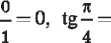 0/1 = 0, tg π/4 =